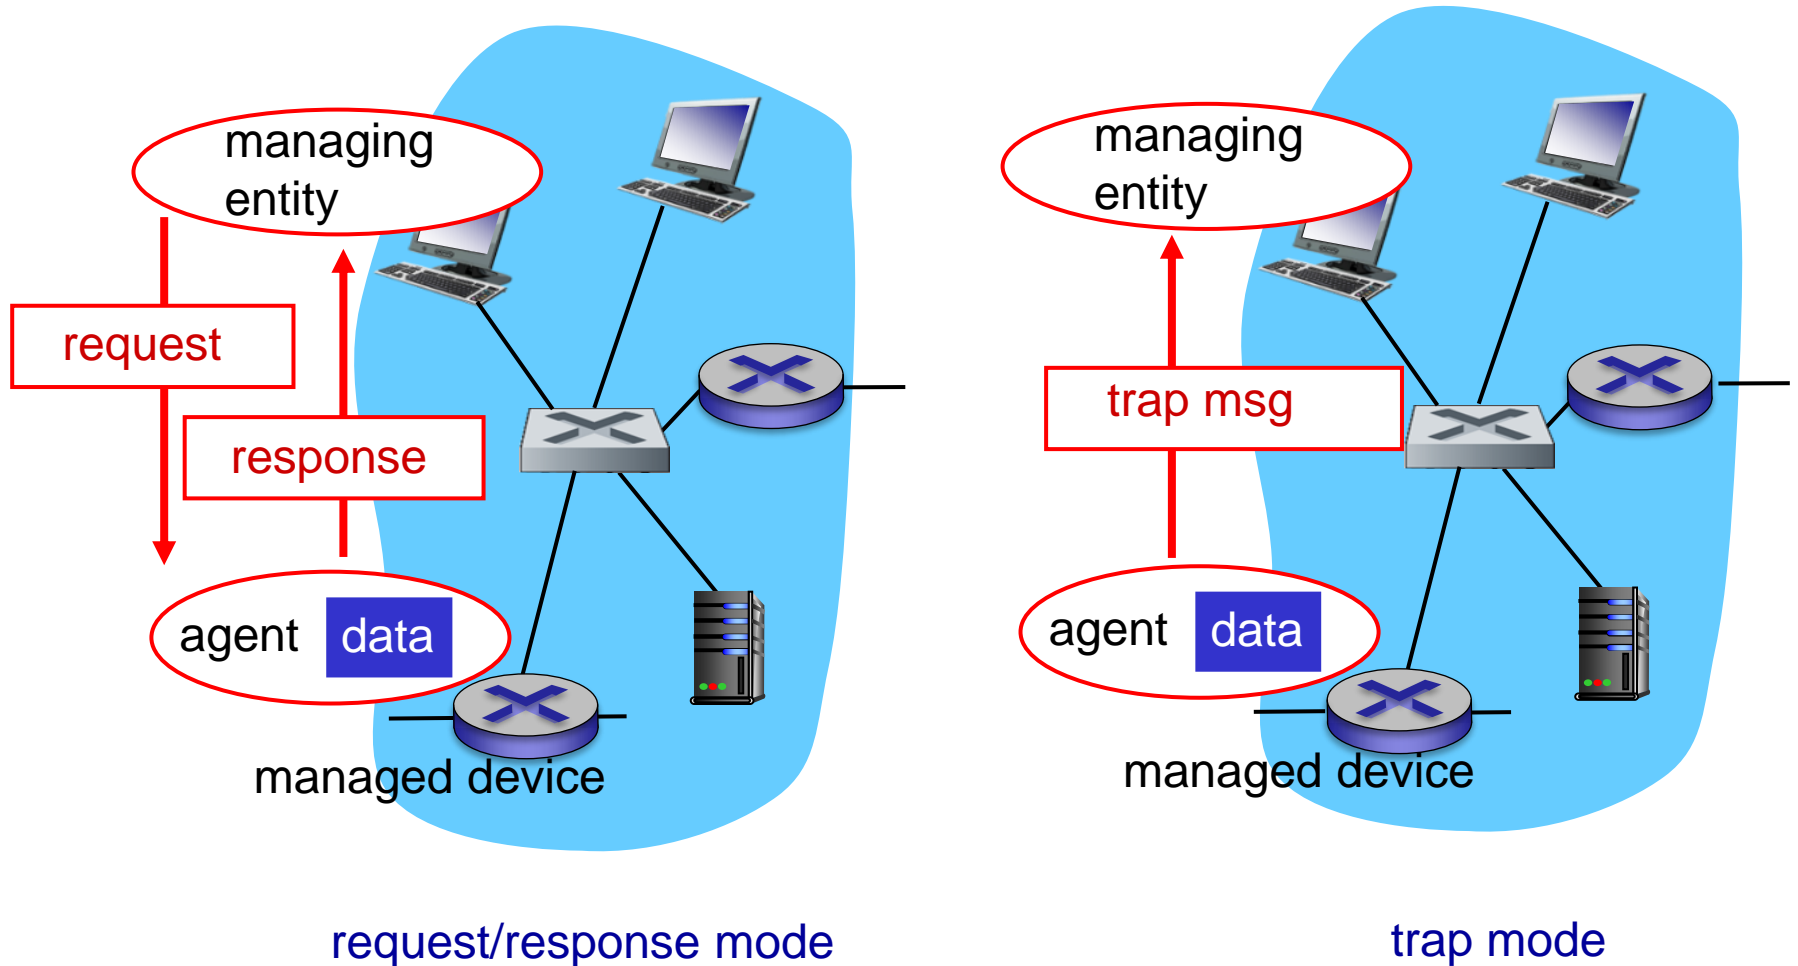 managing
entity
request
response
agent data
managed device
request/response mode
managing
entity
trap msg
agent data
managed device
trap mode